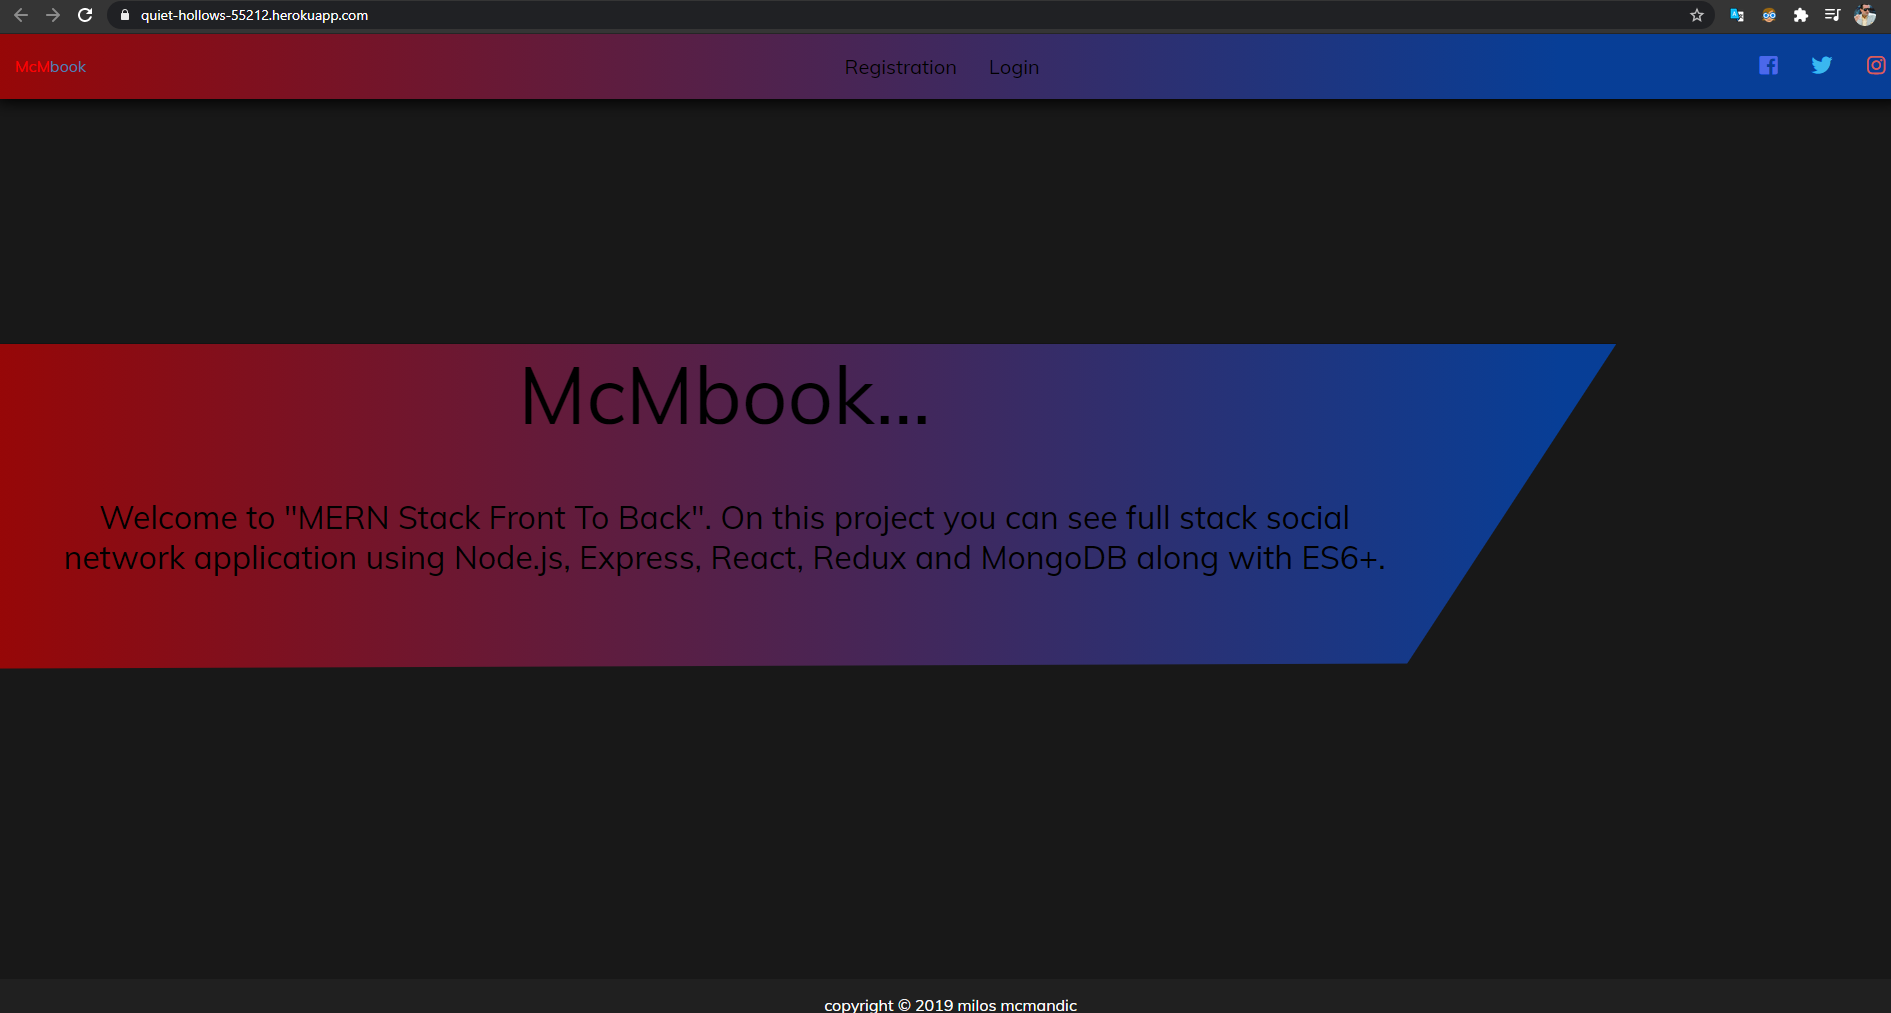 quiet-hollows-55212.herokuapp.com
McMbook
Registration
Login
McMbook...
Welcome to "MERN Stack Front To Back". On this project you can see full stack social
network application using Node.js, Express, React, Redux and MongoDB along with ES6+.
copyright © 2019 milos mcmandic